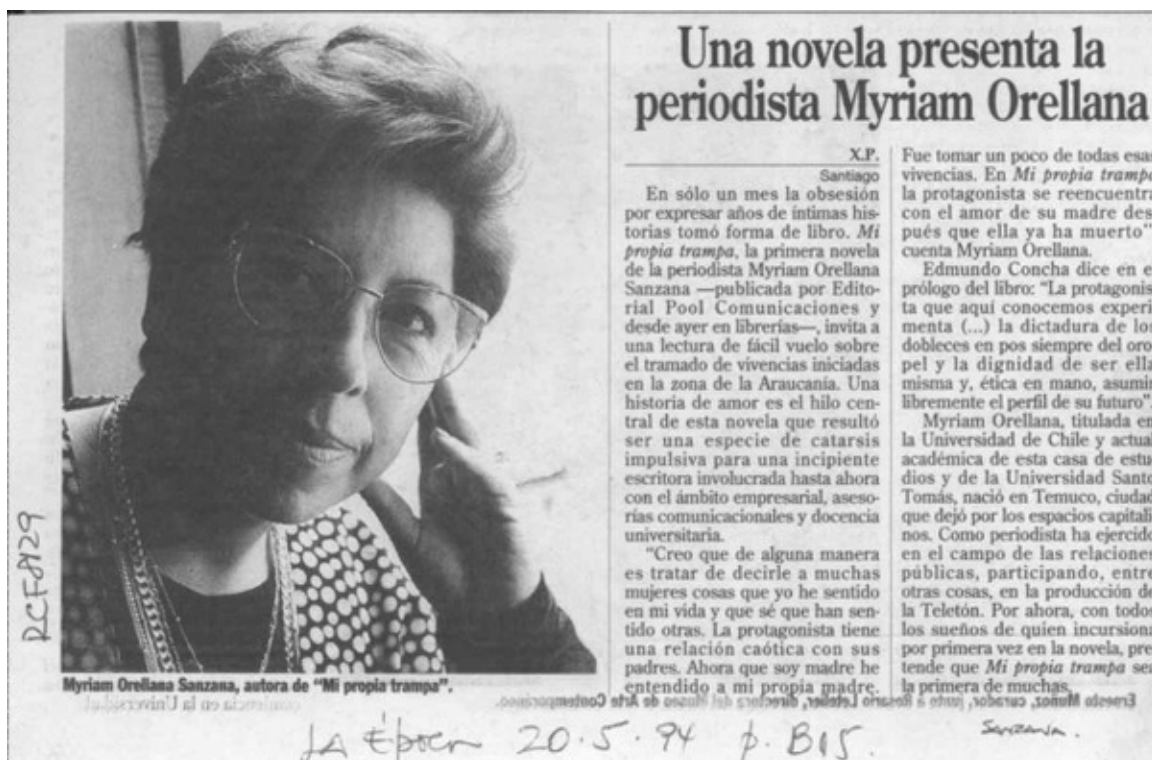 Una novela presenta la
periodista Myriam Orellana
X.P.
Santiago
En sólo un mes la obsesión
por expresar años de íntimas his-
torias tomó forma de libro. Mi
propia trampa, la primera novela
de la periodista Myriam Orellana
Sanzana —publicada por Edito-
rial Pool Comunicaciones y
desde ayer en librerías—, invita a
una lectura de fácil vuelo sobre
el tramado de vivencias iniciadas
en la zona de la Araucanía. Una
historia de amor es el hilo cen-
tral de esta novela que resultó
ser una especie de catarsis
impulsiva para una incipiente
escritora involucrada hasta ahora
con el ámbito empresarial, aseso-
rías comunicacionales y docencia
universitaria.
“Creo que de alguna manera
es tratar de decirle a muchas
mujeres cosas que yo he sentido
en mi vida y que sé que han sen-
tido otras. La protagonista tiene
una relación caótica con sus
padres. Ahora que soy madre he
entendido a mi propia madre.
Fue tomar un poco de todas esas
vivencias. En Mi propia trampa
la protagonista se reencuentra
con el amor de su madre des
pués que ella ya ha muerto”
cuenta Myriam Orellana.
Edmundo Concha dice en e
prólogo del libro: “La protagonis
ta que aquí conocemos experi
menta (...) la dictadura de los
dobleces en pos siempre del oro
pel y la dignidad de ser ella
misma y, ética en mano, asumir
libremente el perfil de su futuro”.
Myriam Orellana, titulada en
la Universidad de Chile y actual
académica de esta casa de estu
dios y de la Universidad Santo
Tomás, nació en Temuco, ciudad
que dejó por los espacios capitali
nos. Como periodista ha ejercido
en el campo de las relaciones
públicas, participando, entre
otras cosas, en la producción de
la Teletón. Por ahora, con todos
los sueños de quien incursiona
por primera vez en la novela, pre
tende que Mi propia trampa sea
la primera de muchas.
Myriam Orellana Sanzana, autora de “Mi propia trampa”.
Ernesto Muñoz, curador, junto a Rosario Letelier, directora del Museo de Arte Contemporáneo.
RCF8429
LA Época 20.5.94 p. B15.
Sanzana.